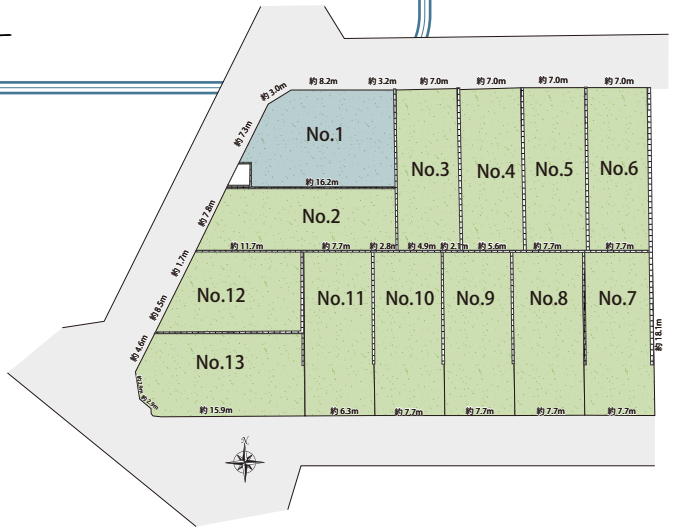 約 8.2m 約 3.2m 約 7.0m 約 7.0m 約 7.0m 約 7.0m
約 3.0m
約 7.3m
No.1
No.3 No.4 No.5 No.6
約 16.2m
約 7.8m
No.2
約 11.7m 約 7.7m 約 2.8m 約 4.9m 約 2.1m 約 5.6m 約 7.7m 約 7.7m
約 1.7m
No.12 No.11 No.10 No.9 No.8 No.7
約 8.5m
約 18.1m
約 4.6m
No.13
約 2.9m
約 15.9m 約 6.3m 約 7.7m 約 7.7m 約 7.7m 約 7.7m
N